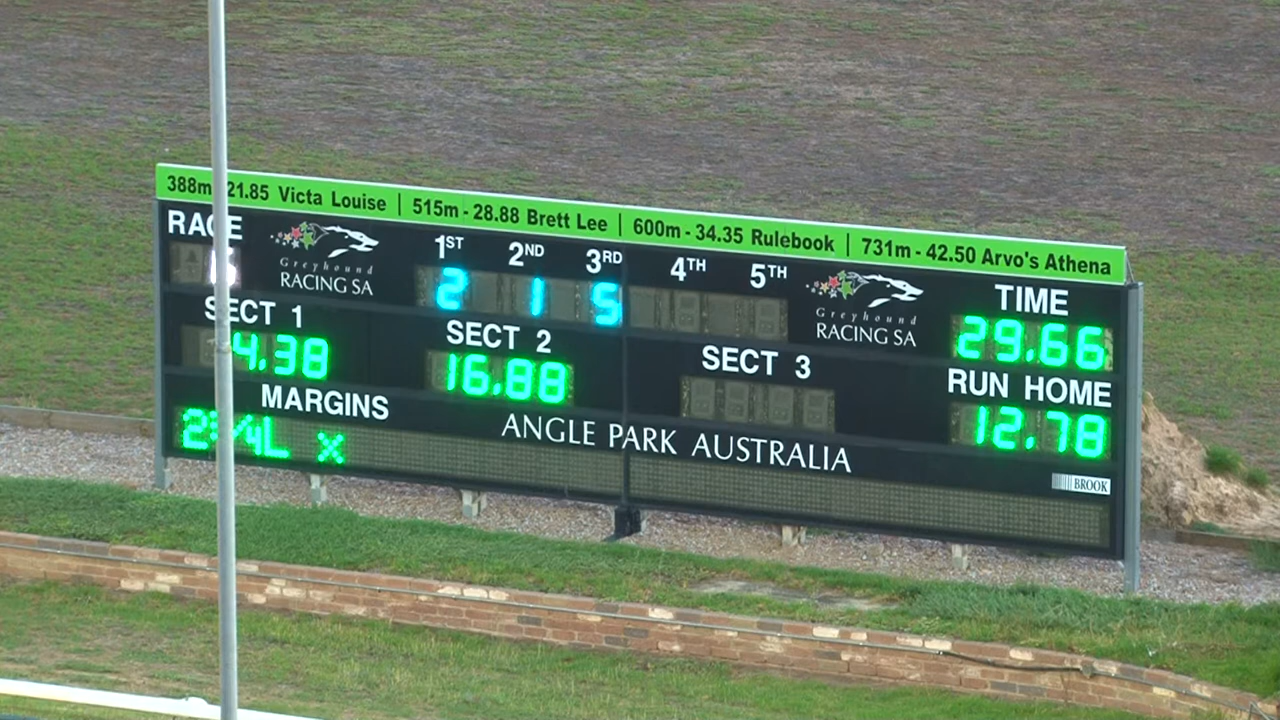 388m 21.85 Victa Louise | 515m - 28.88 Brett Lee | 600m - 34.35 Rulebook | 731m - 42.50 Arvo's Athena
RACE
Greyhound
RACING SA
1ST 2ND 3RD 4TH 5TH
2 1 5
Greyhound
RACING SA
TIME
29.66
SECT 1
4.38
SECT 2
16.88
SECT 3
RUN HOME
12.78
MARGINS
ANGLE PARK AUSTRALIA
BROOK